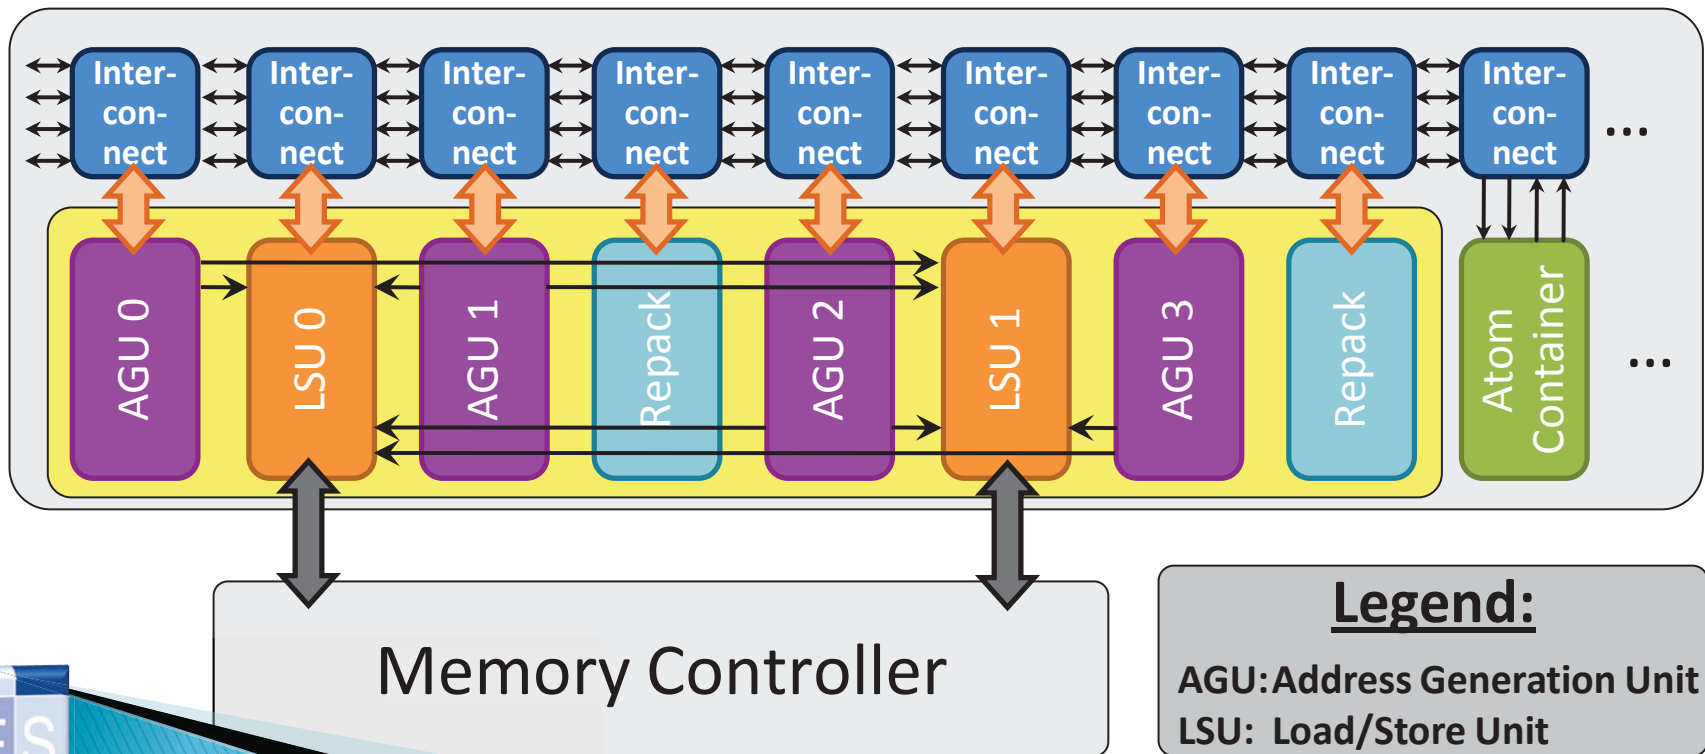 Inter-
con-
nect
Inter-
con-
nect
Inter-
con-
nect
Inter-
con-
nect
Inter-
con-
nect
Inter-
con-
nect
Inter-
con-
nect
Inter-
con-
nect
Inter-
con-
nect
...
AGU 0
LSU 0
AGU 1
Repack
AGU 2
LSU 1
AGU 3
Repack
Atom
Container
...
Memory Controller
Legend:
AGU: Address Generation Unit
LSU: Load/Store Unit